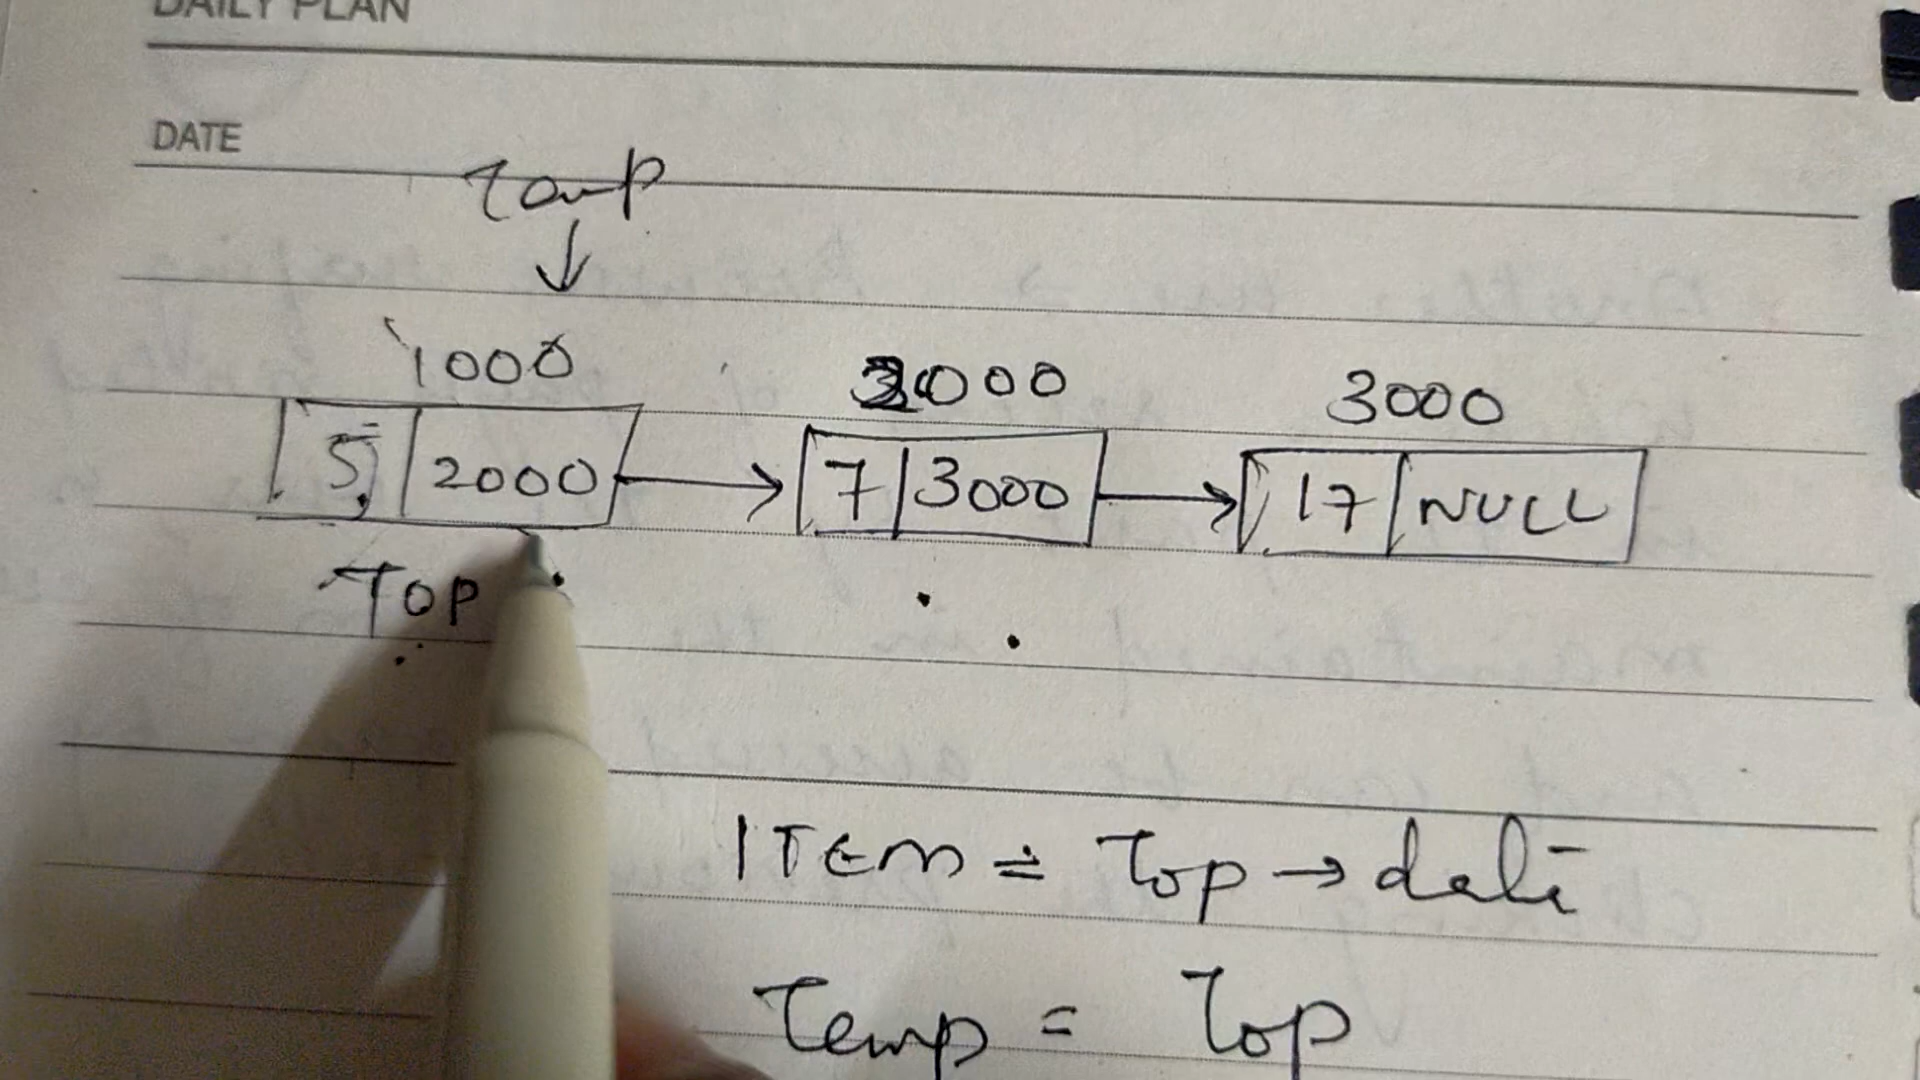 DAILY PLAN
DATE
Temp
1000 2000 3000
5 2000 7 3000 17 NULL
TOP
ITEM = Top → data
Temp = Top